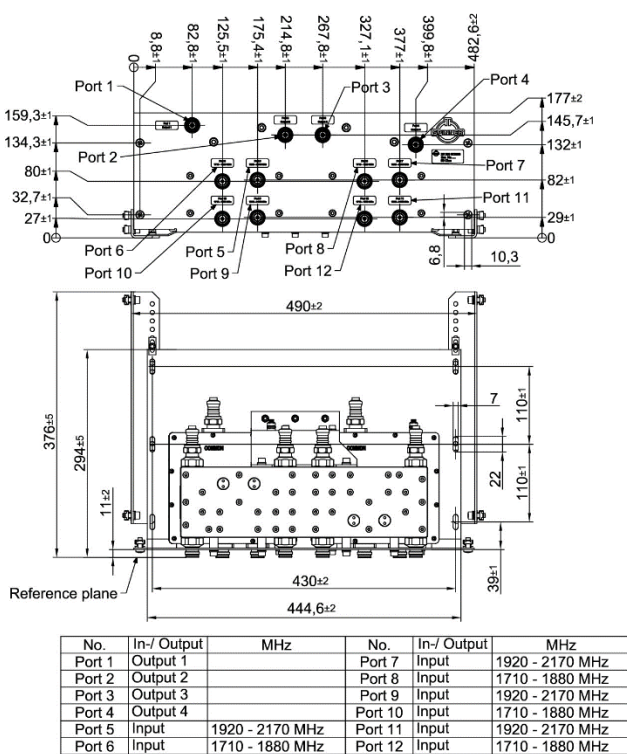 0
8,8±1
82,8±1
125,5±1
175,4±1
214,8±1
267,8±1
327,1±1
377±1
399,8±1
482,6±2
Port 1
Port 3
Port 4
159,3±1
177±2
134,3±1
145,7±1
Port 2
132±1
Port 7
80±1
82±1
32,7±1
Port 11
27±1
29±1
0
0
Port 6
Port 5
Port 8
Port 10
Port 9
Port 12
6,8
10,3
490±2
376±5
294±5
110±1
7
22
110±1
11±2
39±1
Reference plane
430±2
444,6±2
No. In-/ Output MHz No. In-/ Output MHz
Port 1 Output 1 Port 7 Input 1920 - 2170 MHz
Port 2 Output 2 Port 8 Input 1710 - 1880 MHz
Port 3 Output 3 Port 9 Input 1920 - 2170 MHz
Port 4 Output 4 Port 10 Input 1710 - 1880 MHz
Port 5 Input 1920 - 2170 MHz Port 11 Input 1920 - 2170 MHz
Port 6 Input 1710 - 1880 MHz Port 12 Input 1710 - 1880 MHz